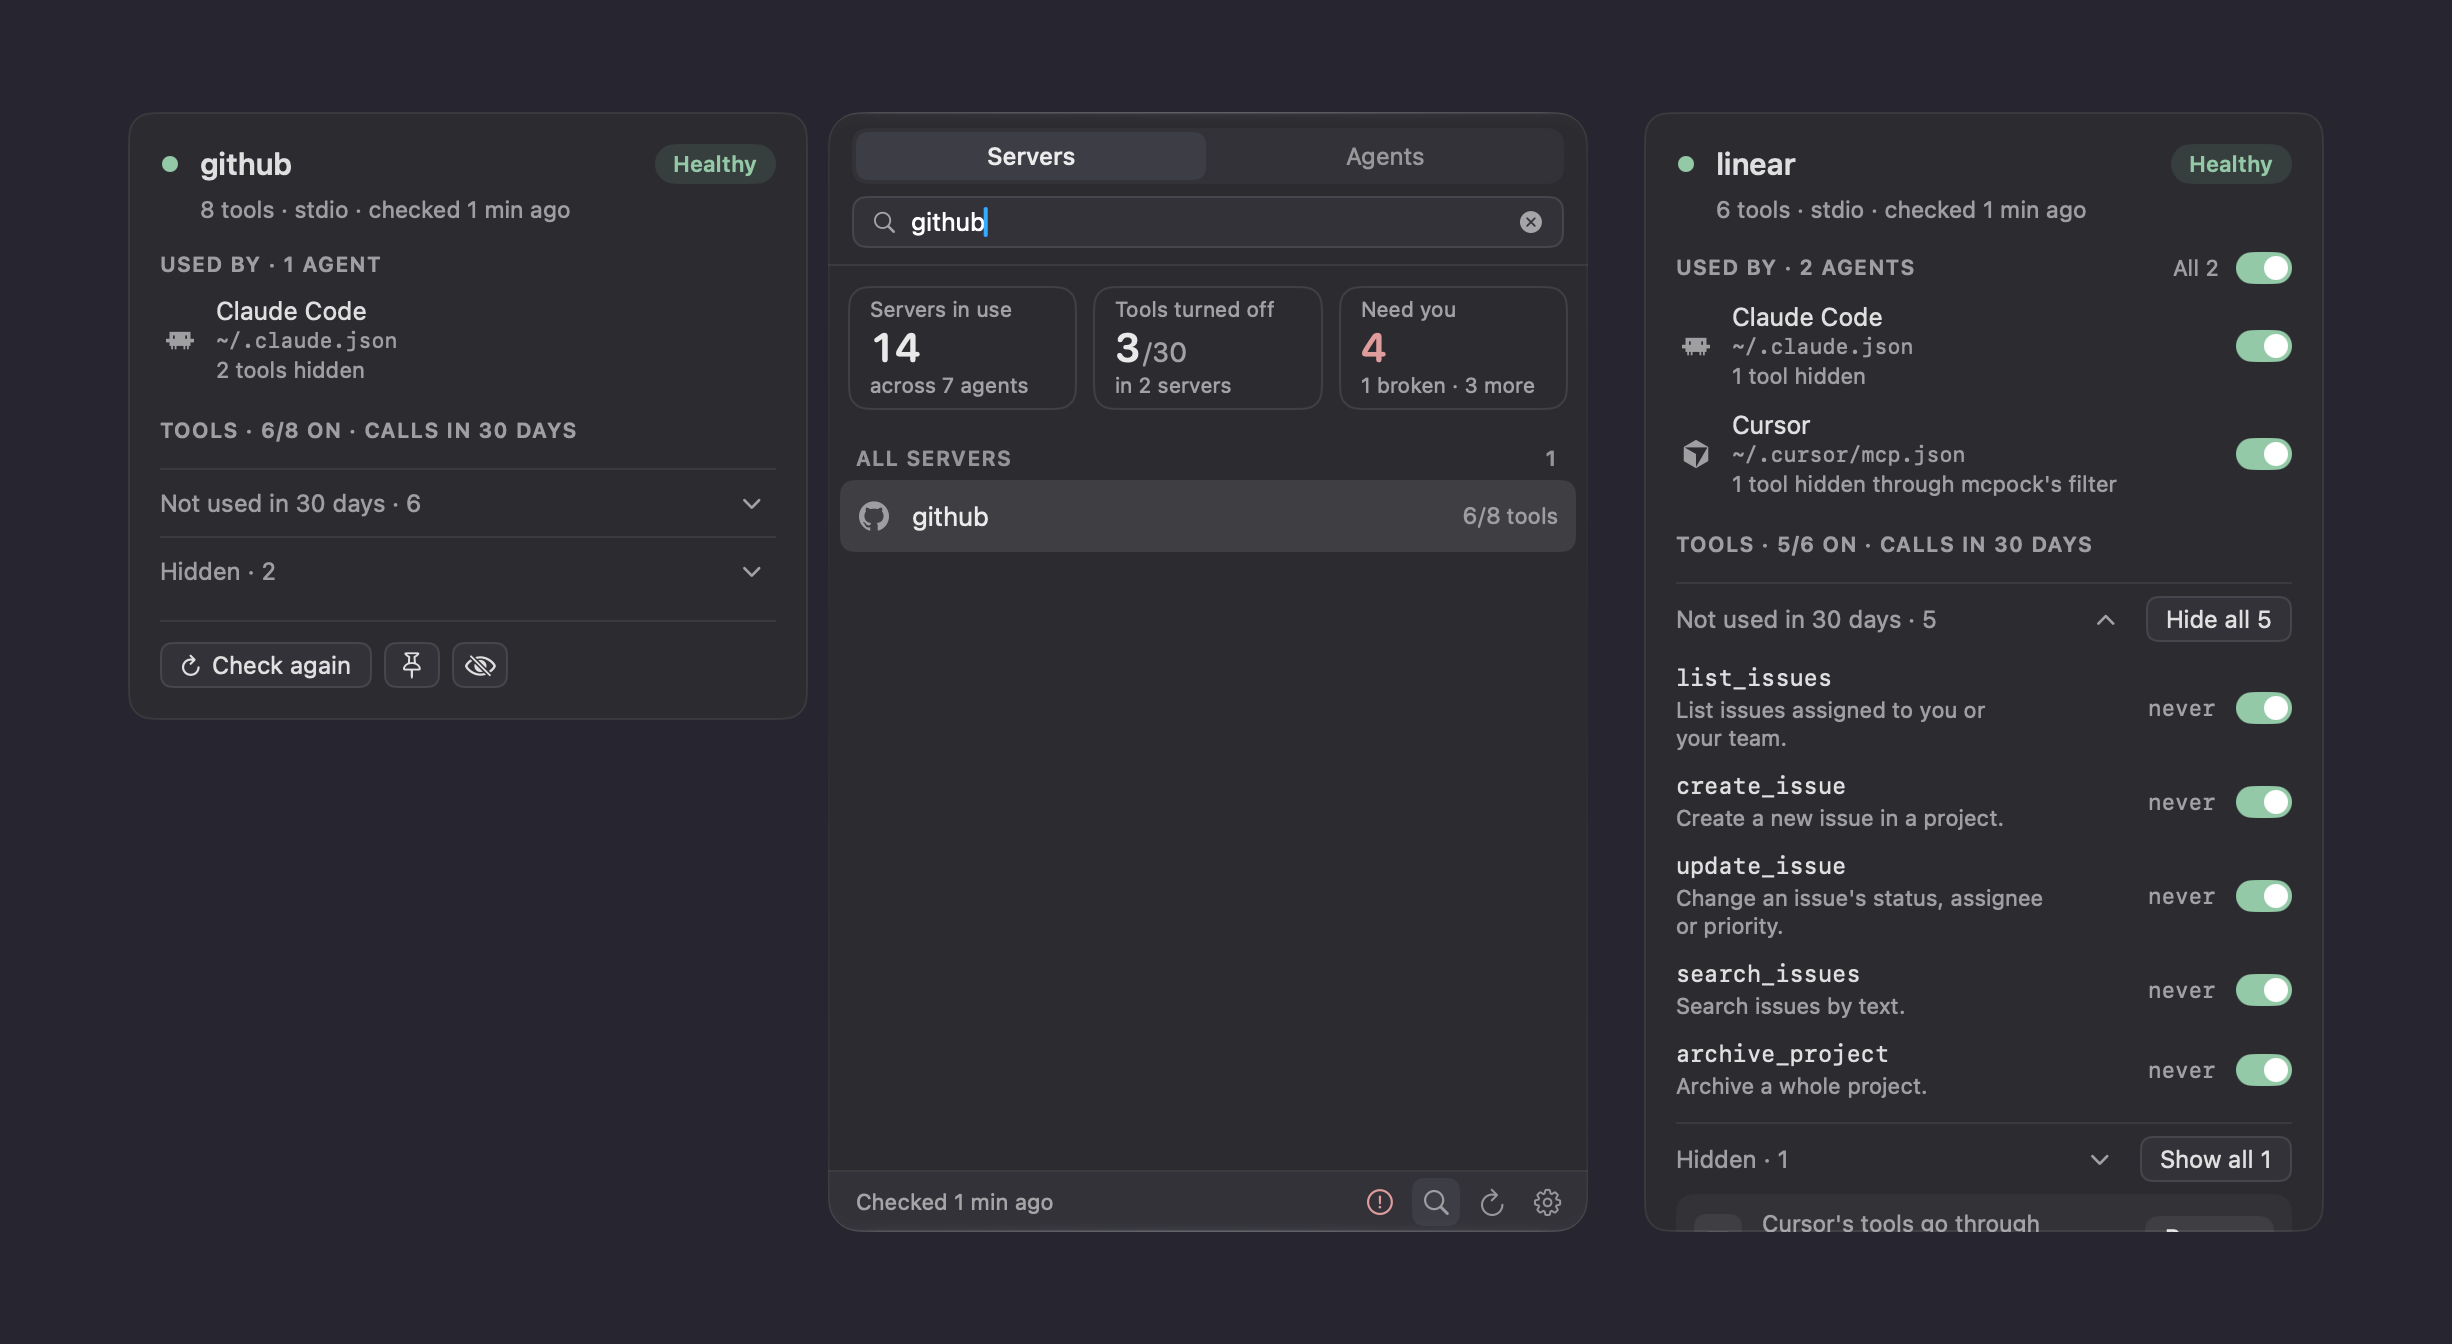 github
Healthy
8 tools · stdio · checked 1 min ago
USED BY · 1 AGENT
Claude Code
~/.claude.json
2 tools hidden
TOOLS · 6/8 ON · CALLS IN 30 DAYS
Not used in 30 days · 6
Hidden · 2
Check again
Servers
Agents
github
Servers in use
14
across 7 agents
Tools turned off
3/30
in 2 servers
Need you
4
1 broken · 3 more
ALL SERVERS
1
github
6/8 tools
Checked 1 min ago
linear
Healthy
6 tools · stdio · checked 1 min ago
USED BY · 2 AGENTS
All 2
Claude Code
~/.claude.json
1 tool hidden
Cursor
~/.cursor/mcp.json
1 tool hidden through mcpock's filter
TOOLS · 5/6 ON · CALLS IN 30 DAYS
Not used in 30 days · 5
Hide all 5
list_issues
List issues assigned to you or
your team.
never
create_issue
Create a new issue in a project.
never
update_issue
Change an issue's status, assignee
or priority.
never
search_issues
Search issues by text.
never
archive_project
Archive a whole project.
never
Hidden · 1
Show all 1
Cursor's tools go through